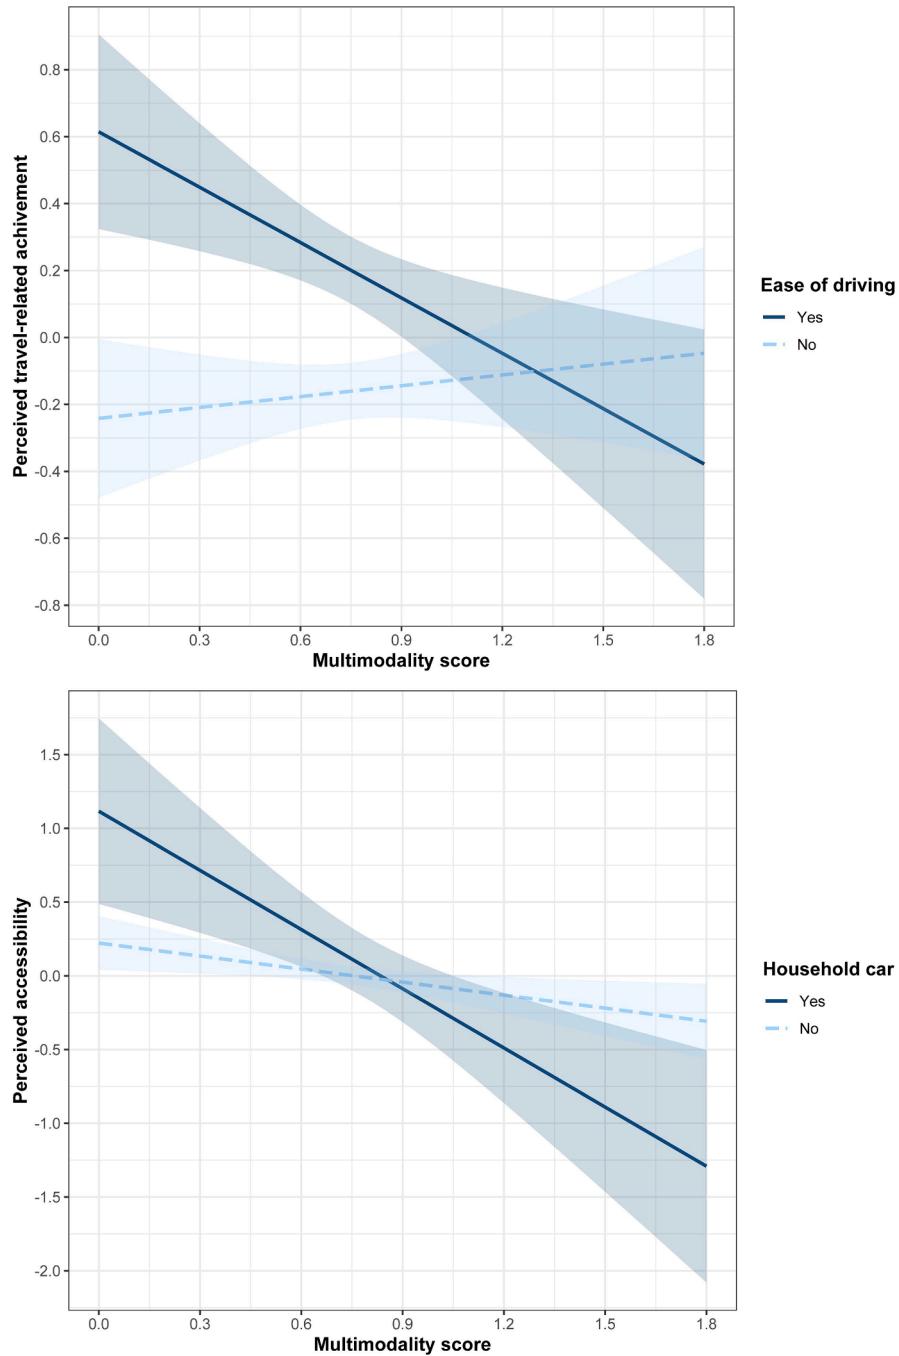 Perceived travel-related achivement
0.8
0.6
0.4
0.2
0.0
-0.2
-0.4
-0.6
-0.8
0.0 0.3 0.6 0.9 1.2 1.5 1.8
Multimodality score
Ease of driving
Yes
No
Perceived accessibility
1.5
1.0
0.5
0.0
-0.5
-1.0
-1.5
-2.0
0.0 0.3 0.6 0.9 1.2 1.5 1.8
Multimodality score
Household car
Yes
No